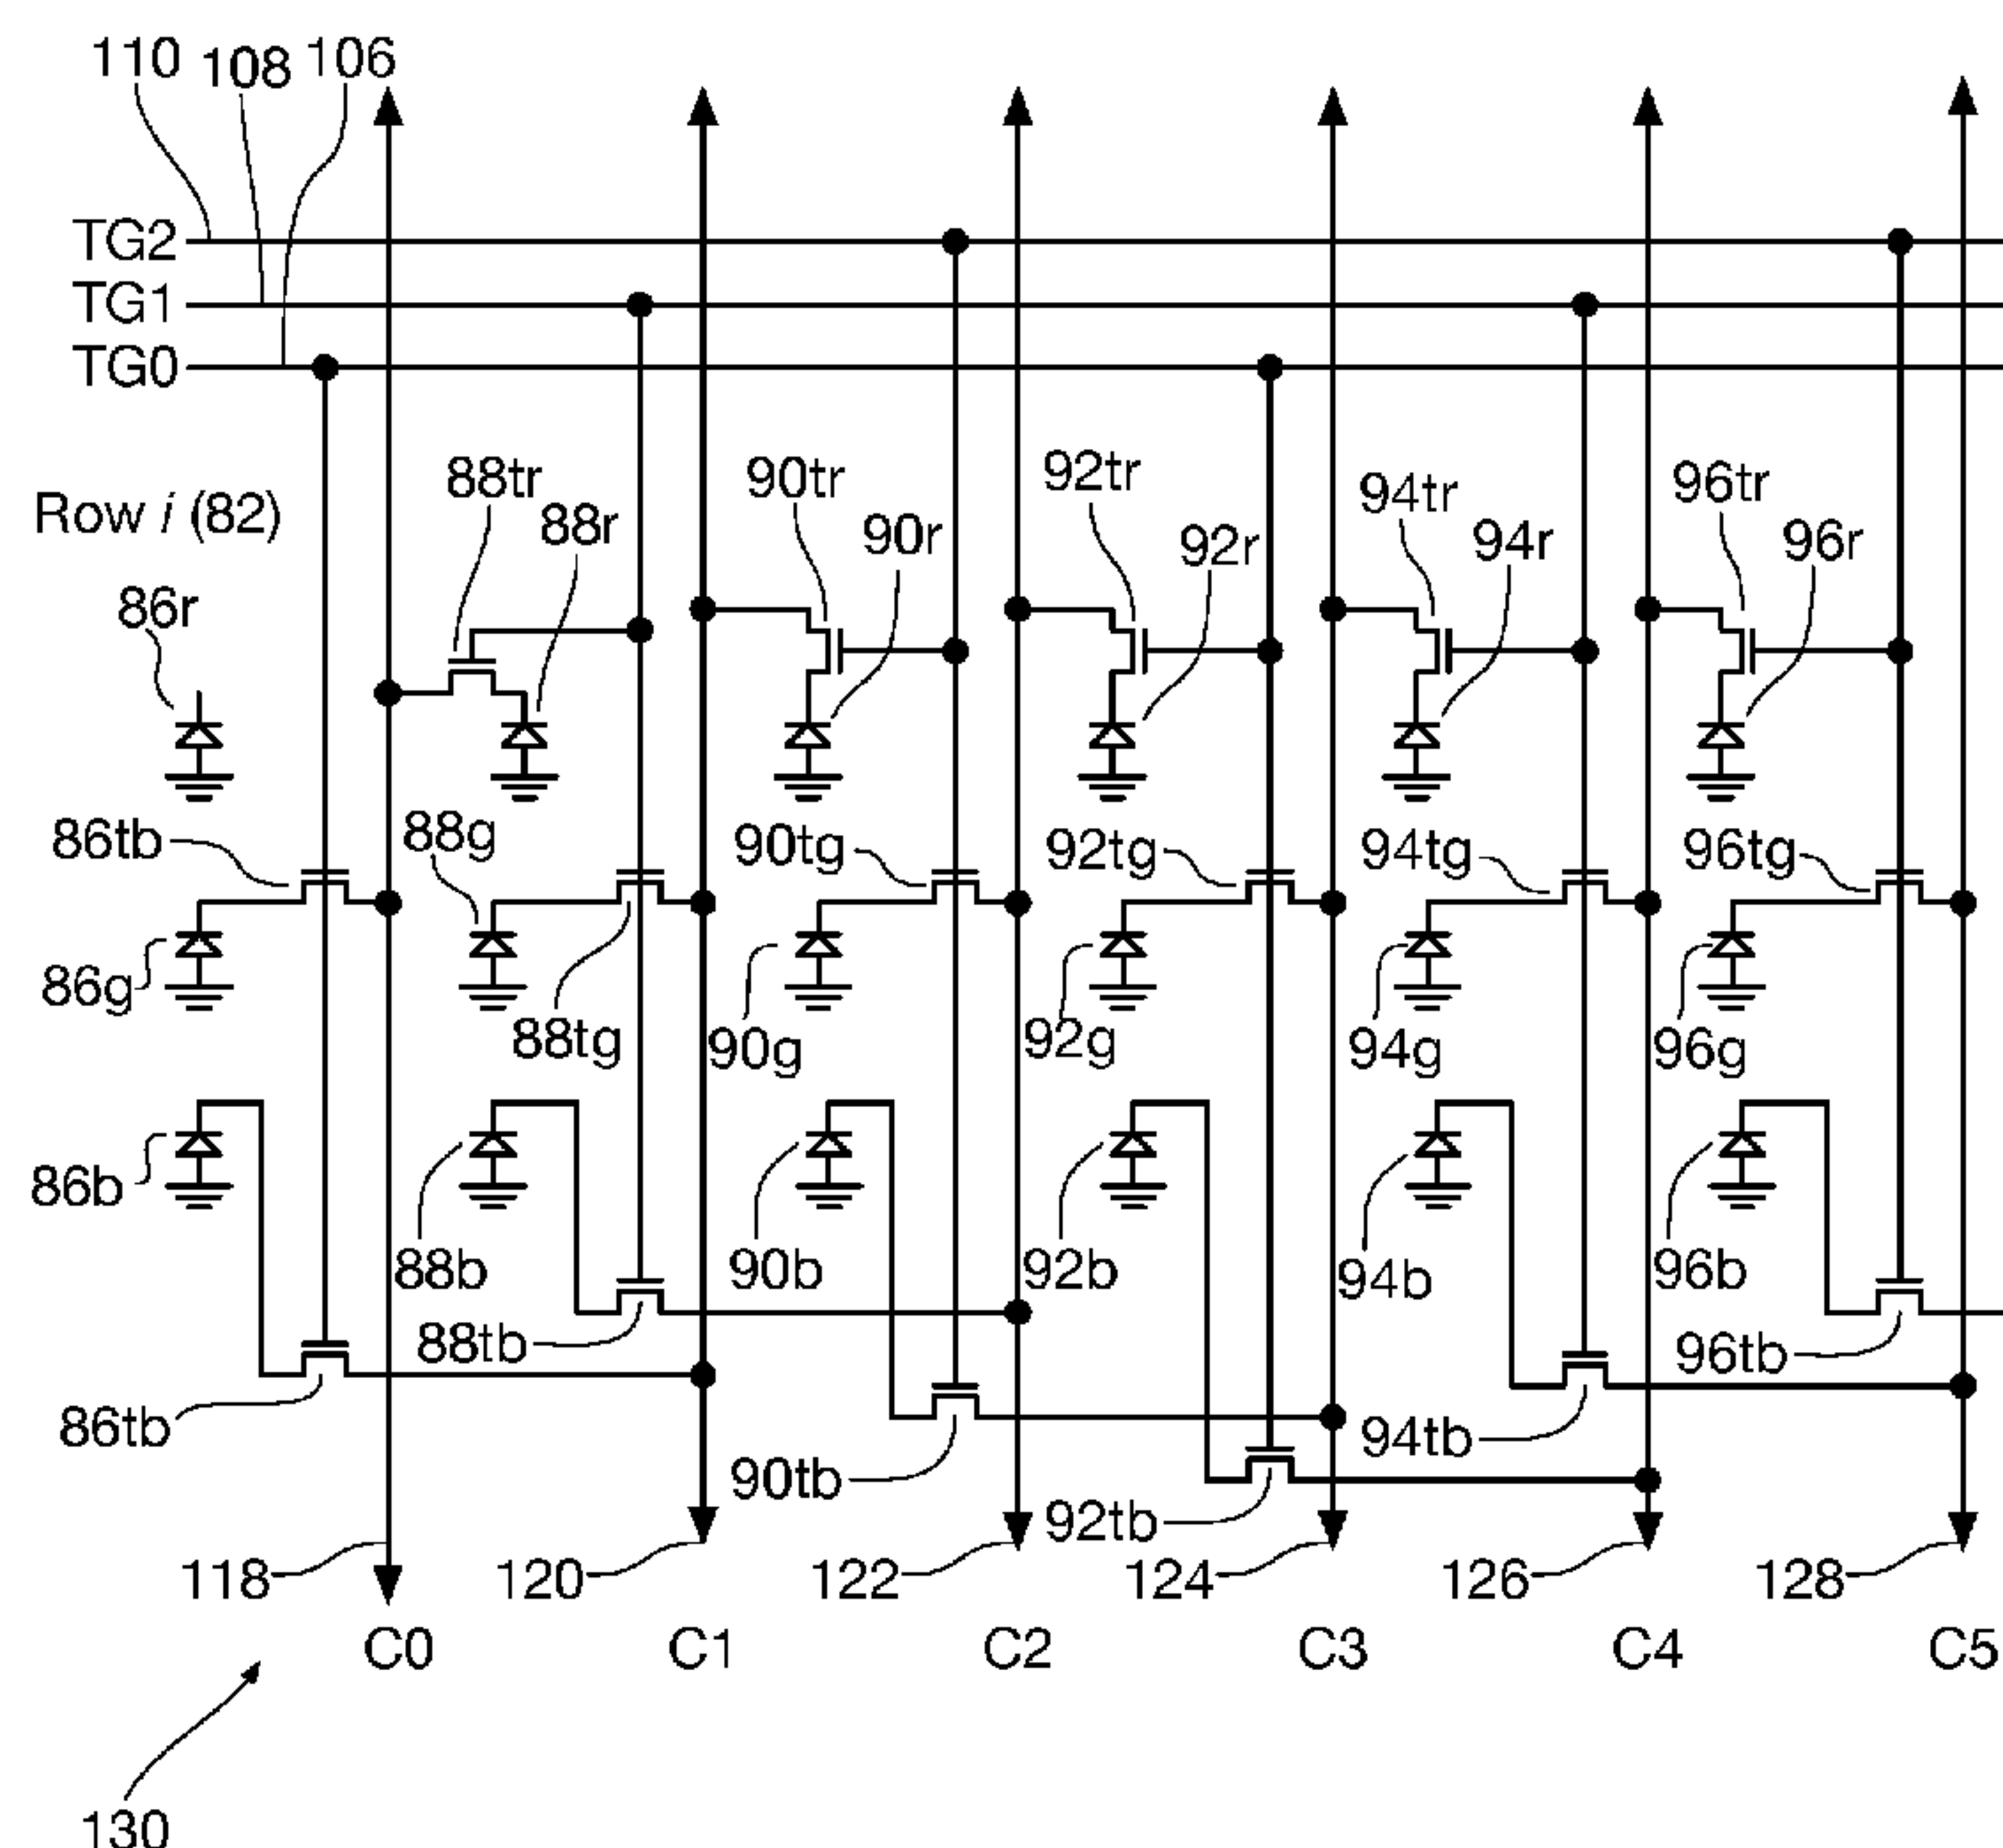 110 108 106
TG2
TG1
TG0
Row i (82)
88tr
88r
90tr
90r
92tr
92r
94tr
94r
96tr
96r
86r
86tb
88g
90tg
92tg
94tg
96tg
86g
88tg
90g
92g
94g
96g
86b
88b
90b
92b
94b
96b
88tb
96tb
86tb
90tb
94tb
92tb
118
120
122
124
126
128
C0
C1
C2
C3
C4
C5
130